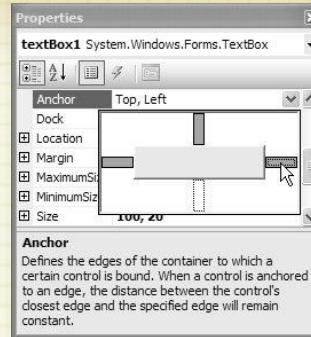 Properties
textBox1 System.Windows.Forms.TextBox
Anchor Top, Left
Dock
Location
Margin
MaximumSi
MinimumSiz
Size 100, 20
Anchor
Defines the edges of the container to which a
certain control is bound. When a control is anchored
to an edge, the distance between the control's
closest edge and the specified edge will remain
constant.